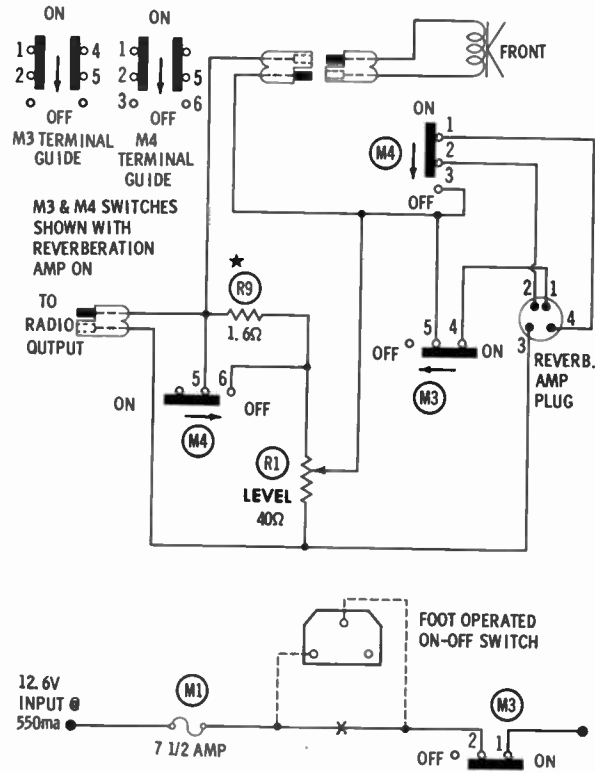 ON
1
2
4
5
OFF
M3 TERMINAL
GUIDE
ON
1
2
3
5
6
OFF
M4
TERMINAL
GUIDE
M3 & M4 SWITCHES
SHOWN WITH
REVERBERATION
AMP ON
FRONT
ON
1
2
3
M4
OFF
★
R9
1.6Ω
TO
RADIO
OUTPUT
5
6
ON
OFF
M4
R1
LEVEL
40Ω
5
4
OFF
ON
M3
2
1
3
4
REVERB.
AMP
PLUG
FOOT OPERATED
ON-OFF SWITCH
12.6V
INPUT @
550ma
M1
7 1/2 AMP
M3
2
1
OFF
ON